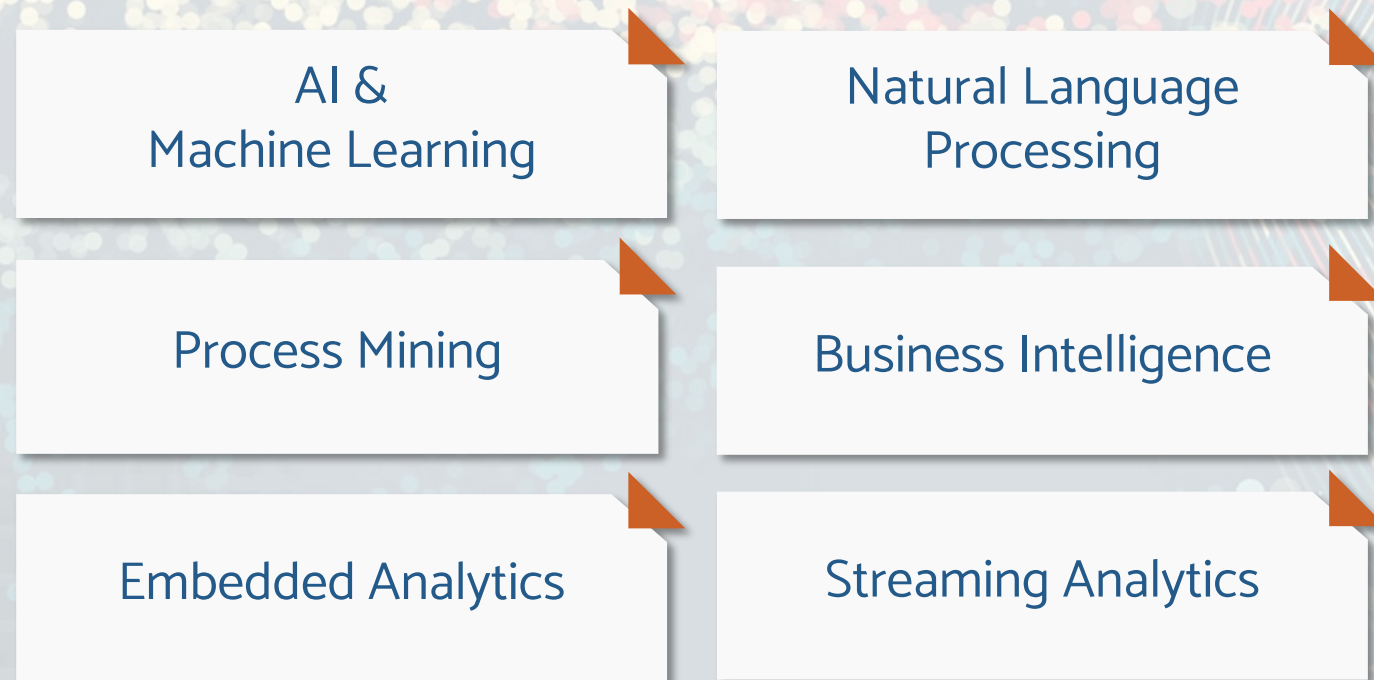 AI &
Machine Learning
Natural Language
Processing
Process Mining
Business Intelligence
Embedded Analytics
Streaming Analytics